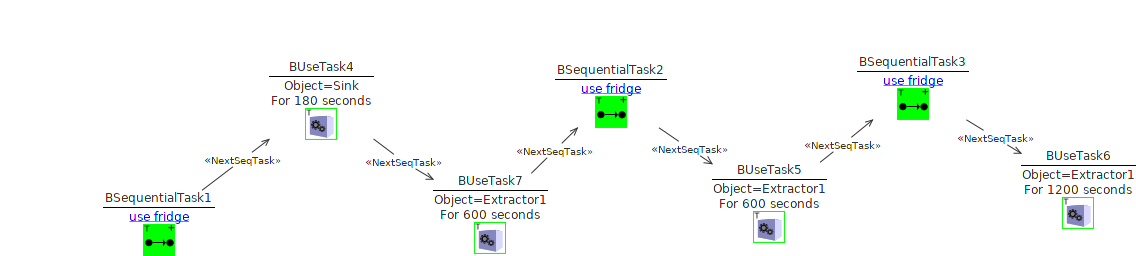 BSequentialTask1
use fridge
T +
«NextSeqTask»
BUseTask4
Object=Sink
For 180 seconds
T
«NextSeqTask»
BUseTask7
Object=Extractor1
For 600 seconds
T
«NextSeqTask»
BSequentialTask2
use fridge
T +
«NextSeqTask»
BUseTask5
Object=Extractor1
For 600 seconds
T
«NextSeqTask»
BSequentialTask3
use fridge
T +
«NextSeqTask»
BUseTask6
Object=Extractor1
For 1200 seconds
T